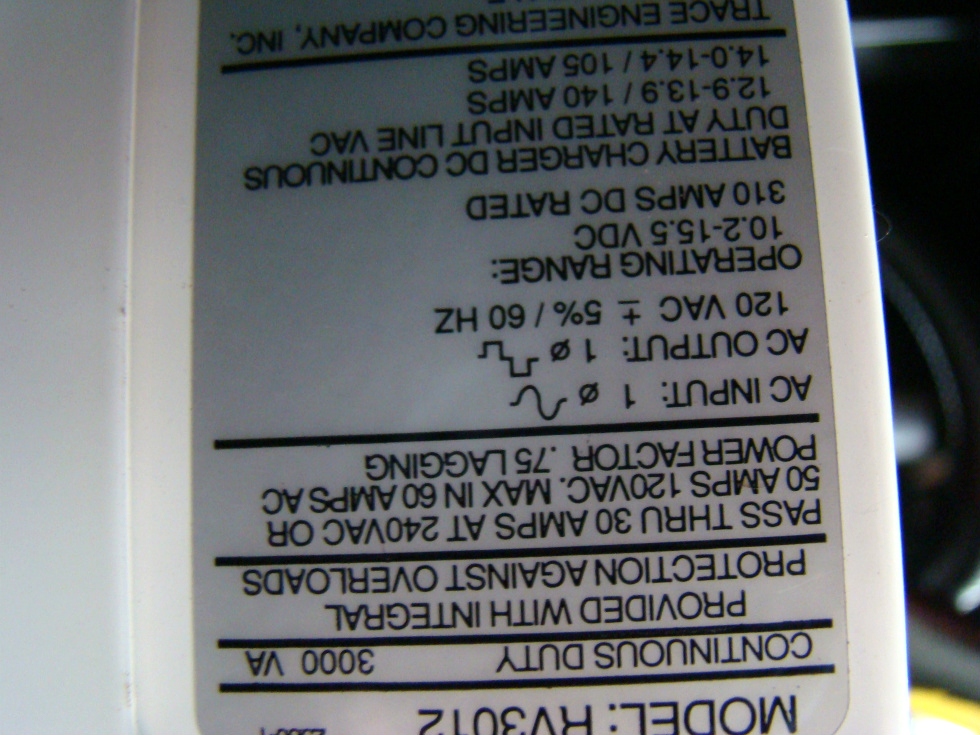 MODEL: RV3012
CONTINUOUS DUTY 3000 VA
PROVIDED WITH INTEGRAL
PROTECTION AGAINST OVERLOADS
PASS THRU 30 AMPS AT 240VAC OR
50 AMPS 120VAC. MAX IN 60 AMPS AC
POWER FACTOR .75 LAGGING
AC INPUT: 1 ø
AC OUTPUT: 1 ø
120 VAC ± 5% / 60 HZ
OPERATING RANGE:
10.2-15.5 VDC
310 AMPS DC RATED
BATTERY CHARGER DC CONTINUOUS
DUTY AT RATED INPUT LINE VAC
12.9-13.9 / 140 AMPS
14.0-14.4 / 105 AMPS
TRACE ENGINEERING COMPANY, INC.